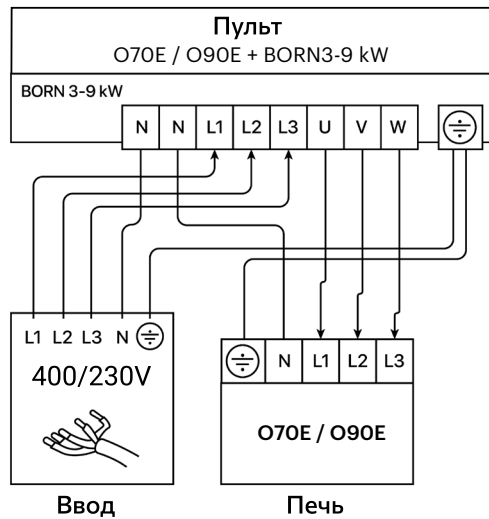 Пульт
O70E / O90E + BORN3-9 kW
BORN 3-9 kW
N N L1 L2 L3 U V W
L1 L2 L3 N
400/230V
N L1 L2 L3
O70E / O90E
Ввод
Печь